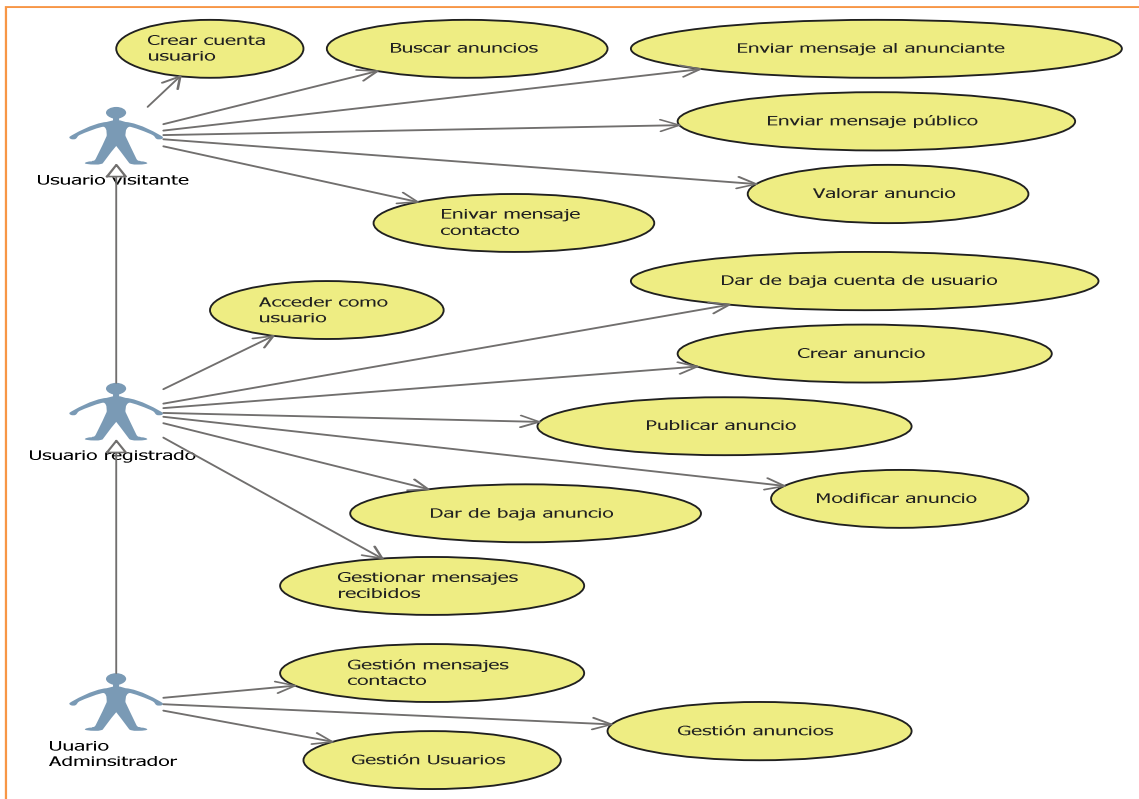 Crear cuenta
usuario
Buscar anuncios
Enviar mensaje al anunciante
Enviar mensaje público
Usuario visitante
Valorar anuncio
Enivar mensaje
contacto
Dar de baja cuenta de usuario
Acceder como
usuario
Crear anuncio
Publicar anuncio
Usuario registrado
Modificar anuncio
Dar de baja anuncio
Gestionar mensajes
recibidos
Gestión mensajes
contacto
Gestión anuncios
Uuario
Adminsitrador
Gestión Usuarios